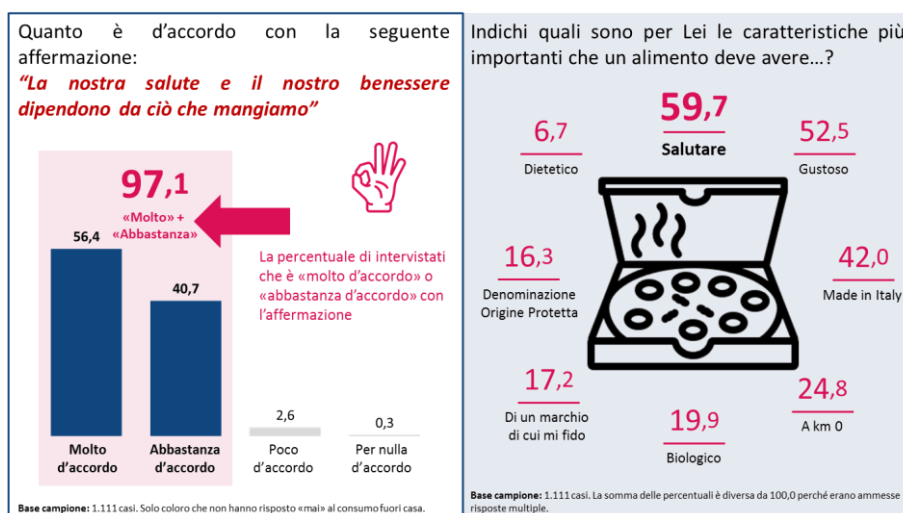 Quanto è d'accordo con la seguente
affermazione:
"La nostra salute e il nostro benessere
dipendono da ciò che mangiamo"
97,1
«Molto» +
«Abbastanza»
56,4
40,7
2,6
0,3
La percentuale di intervistati
che è «molto d'accordo» o
«abbastanza d'accordo» con
l'affermazione
Molto
d'accordo
Abbastanza
d'accordo
Poco
d'accordo
Per nulla
d'accordo
Base campione: 1.111 casi. Solo coloro che non hanno risposto «mai» al consumo fuori casa.
Indichi quali sono per Lei le caratteristiche più
importanti che un alimento deve avere…?
59,7
Salutare
6,7
Dietetico
52,5
Gustoso
16,3
Denominazione
Origine Protetta
42,0
Made in Italy
17,2
Di un marchio
di cui mi fido
19,9
Biologico
24,8
A km 0
Base campione: 1.111 casi. La somma delle percentuali è diversa da 100,0 perché erano ammesse
risposte multiple.